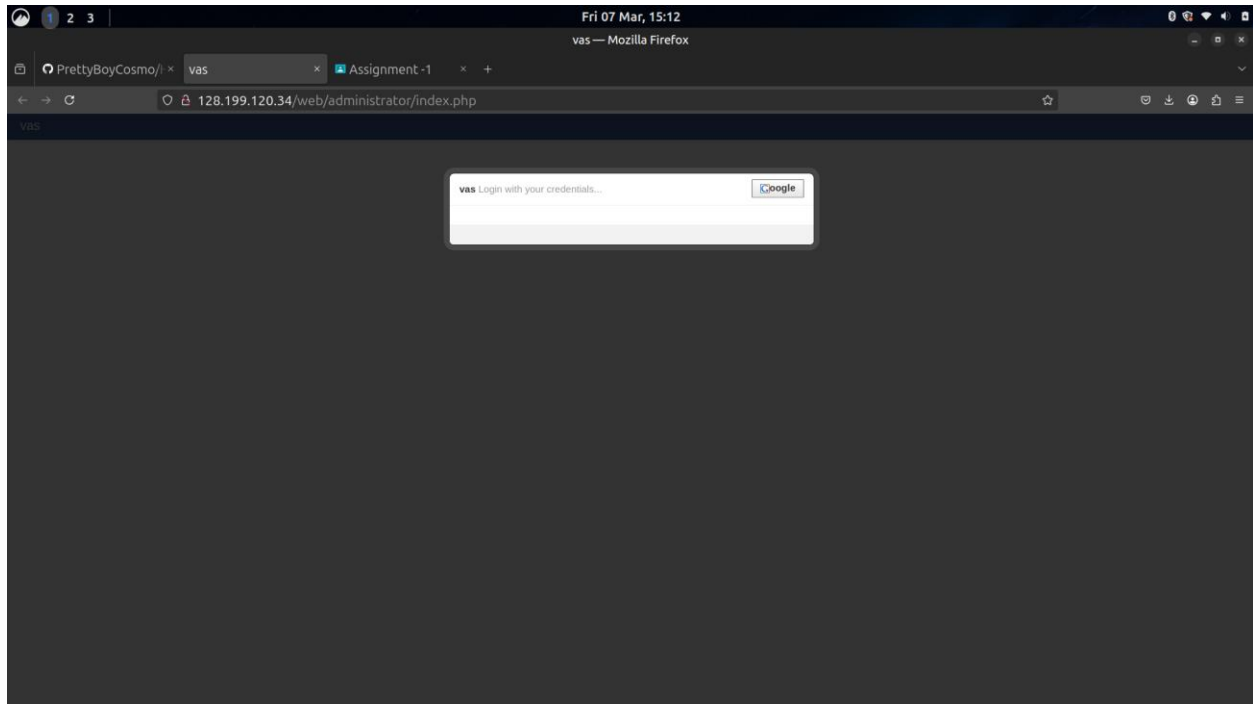 1 2 3 Fri 07 Mar, 15:12
vas — Mozilla Firefox
vas × Assignment -1 × +
128.199.120.34/web/administrator/index.php
vas
vas Login with your credentials... Google